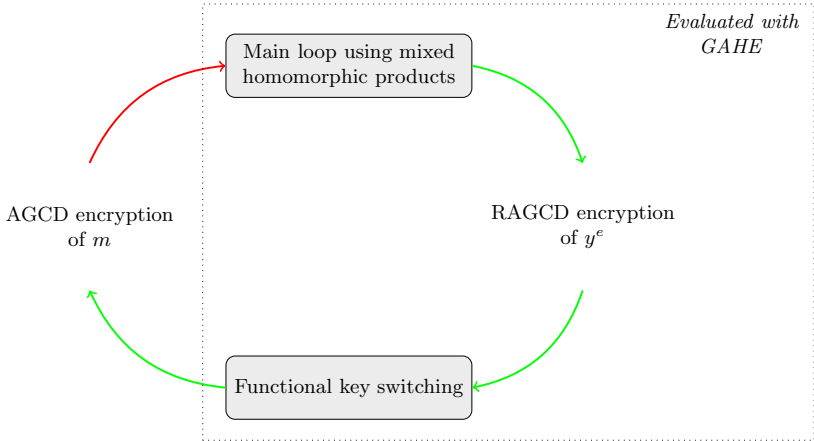 Evaluated with
GAHE
Main loop using mixed
homomorphic products
AGCD encryption
of m
RAGCD encryption
of y^e
Functional key switching